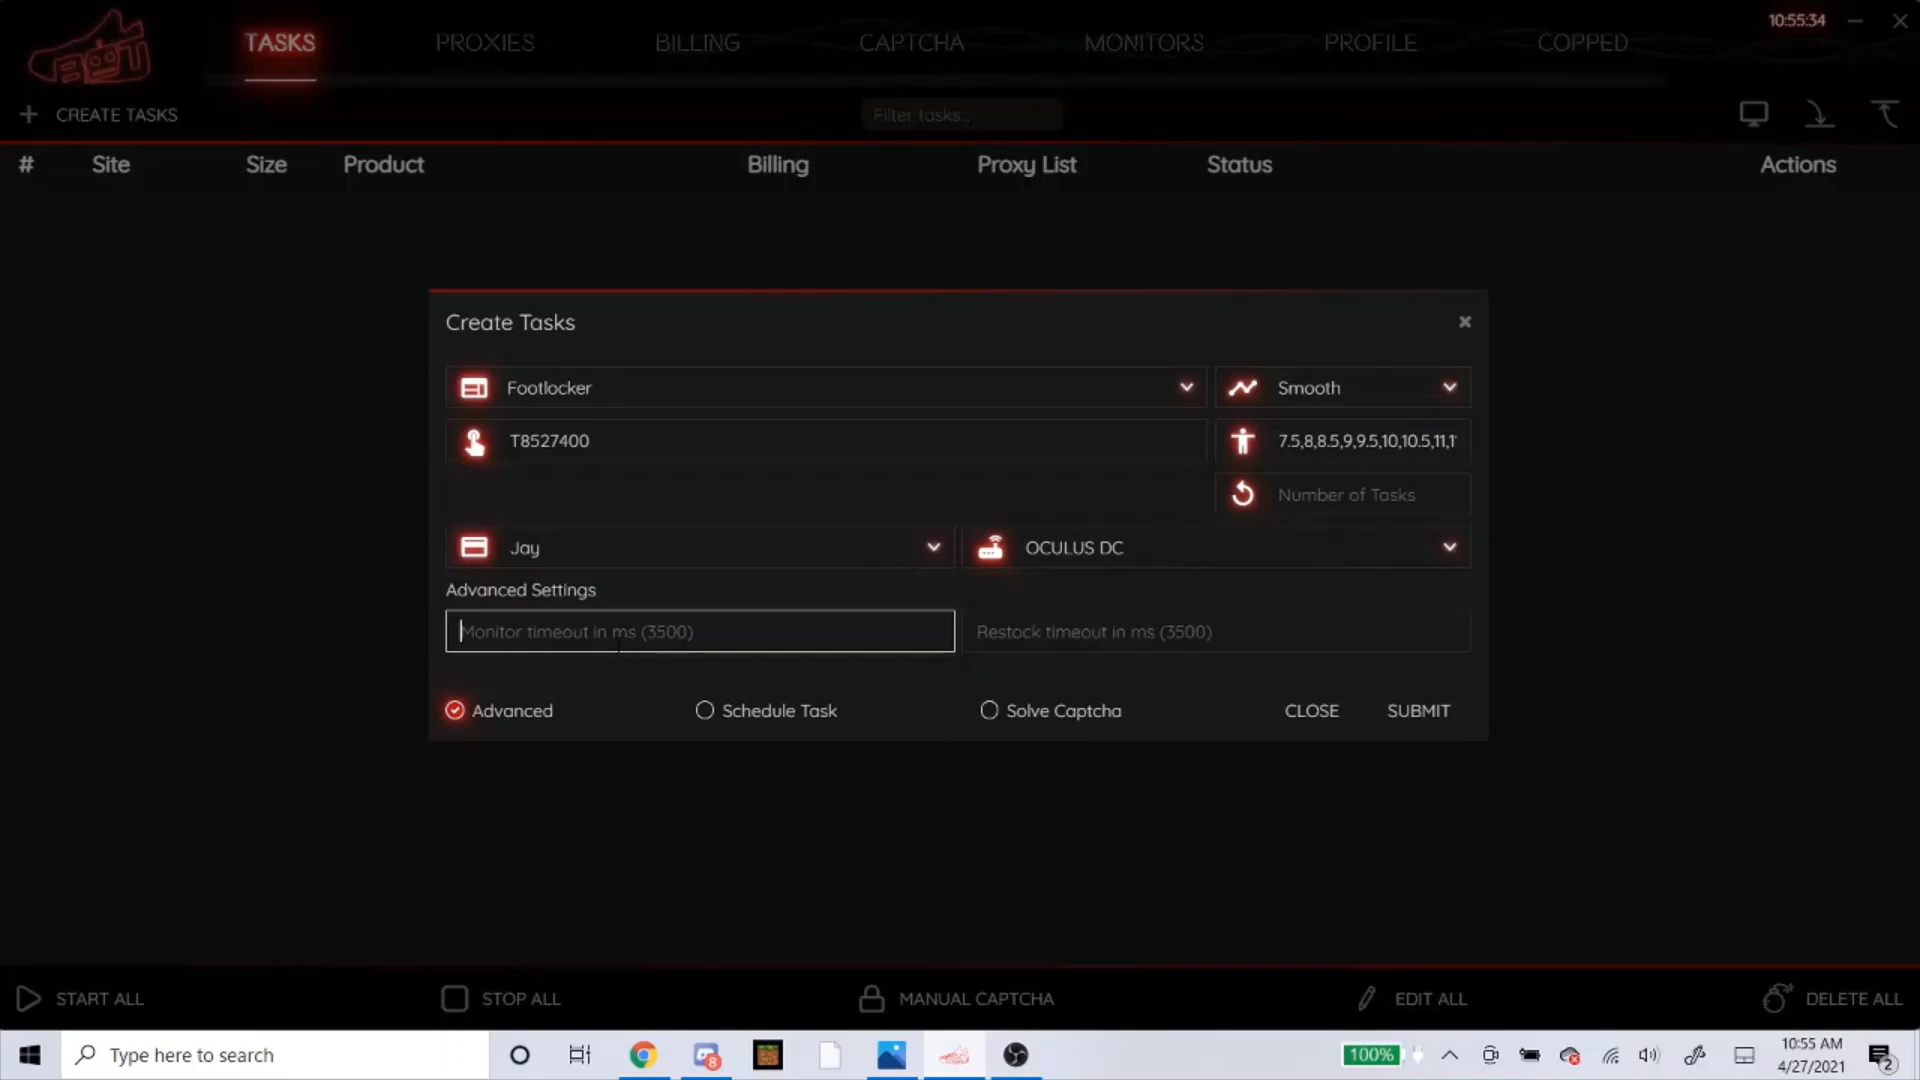 10:55:34
TASKS PROXIES BILLING CAPTCHA MONITORS PROFILE COPPED
CREATE TASKS Filter tasks...
# Site Size Product Billing Proxy List Status Actions
Create Tasks
Footlocker Smooth
T8527400 7.5,8,8.5,9,9.5,10,10.5,11,1
Number of Tasks
Jay OCULUS DC
Advanced Settings
Monitor timeout in ms (3500) Restock timeout in ms (3500)
Advanced Schedule Task Solve Captcha CLOSE SUBMIT
START ALL STOP ALL MANUAL CAPTCHA EDIT ALL DELETE ALL
Type here to search 8 100% 10:55 AM
4/27/2021 2